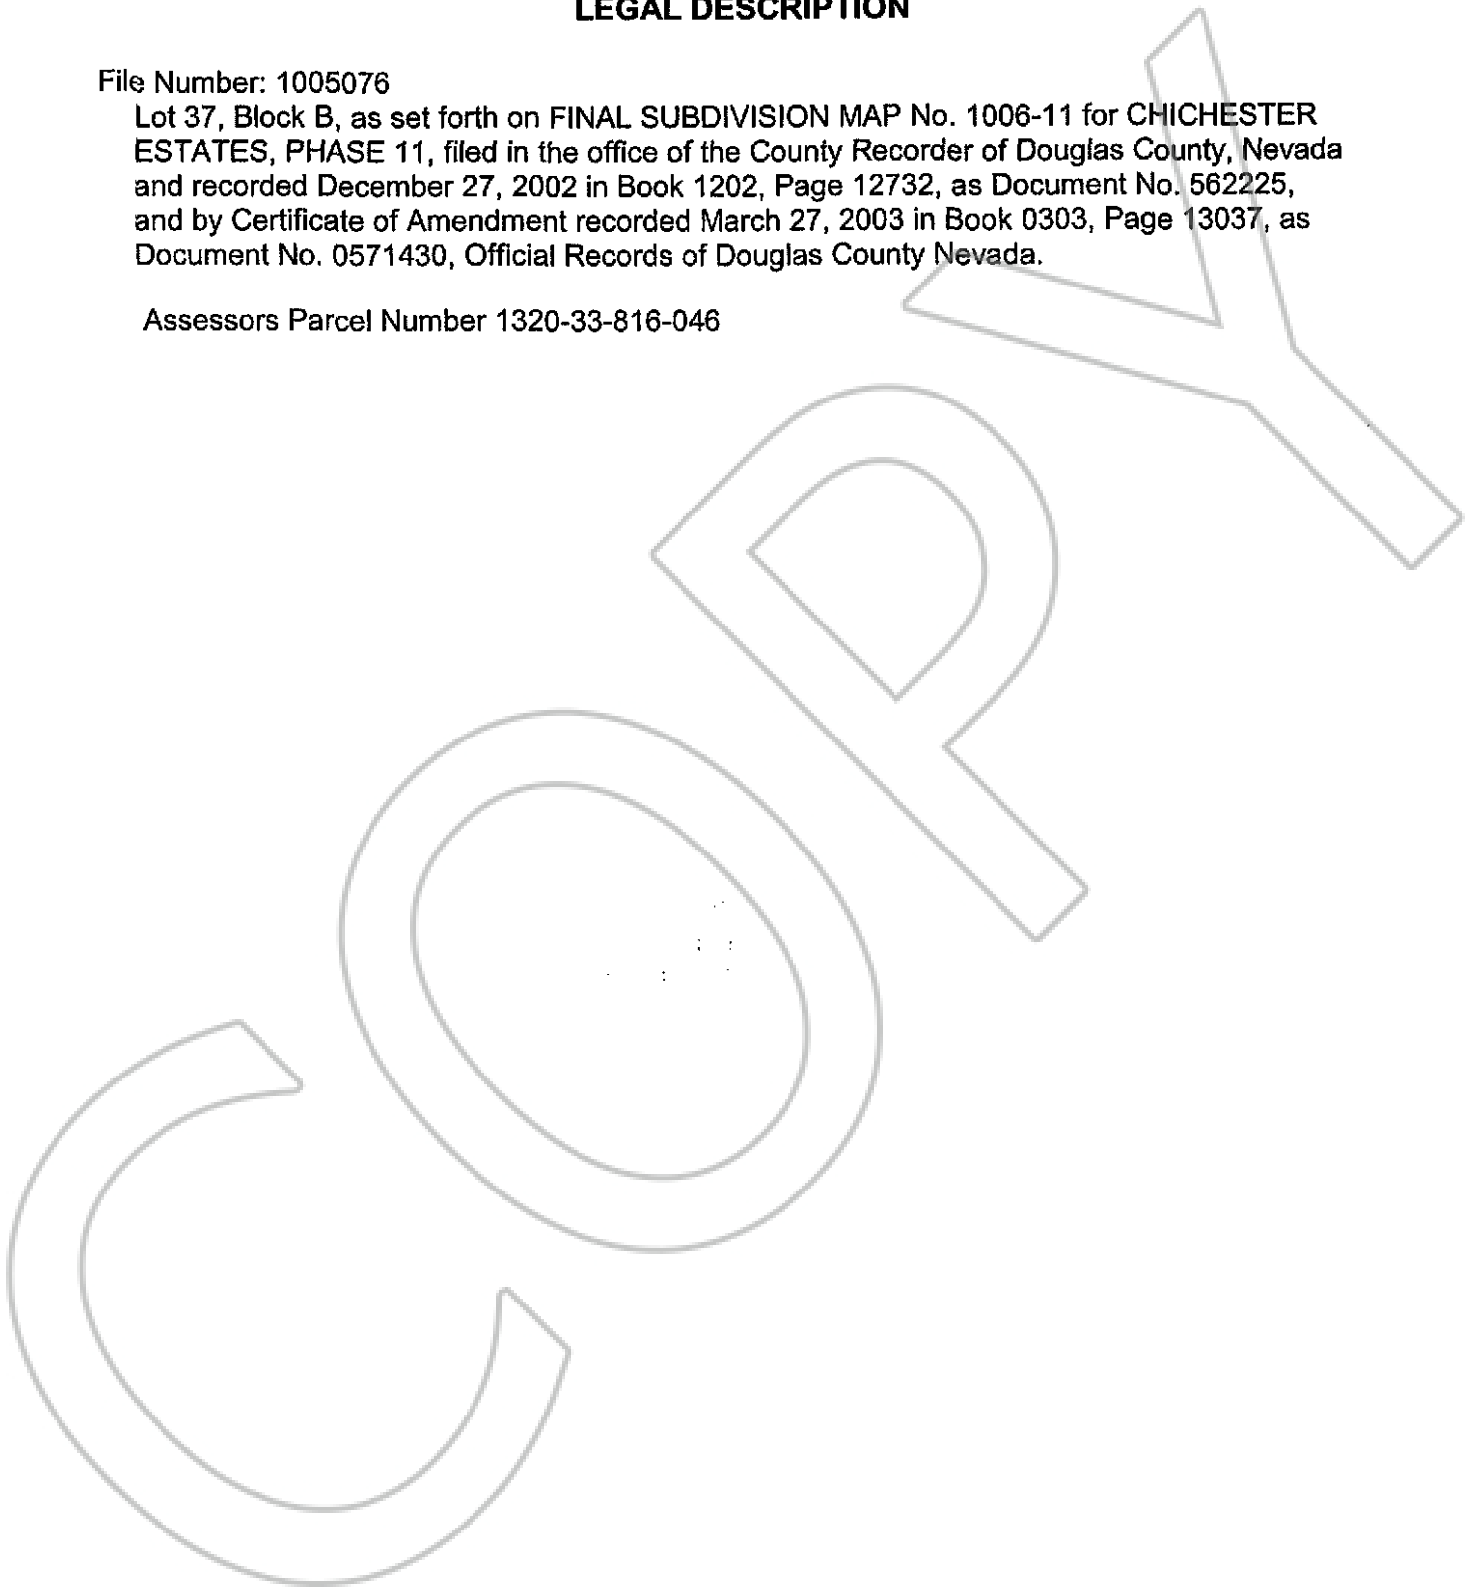 LEGAL DESCRIPTION
File Number: 1005076
Lot 37, Block B, as set forth on FINAL SUBDIVISION MAP No. 1006-11 for CHICHESTER
ESTATES, PHASE 11, filed in the office of the County Recorder of Douglas County, Nevada
and recorded December 27, 2002 in Book 1202, Page 12732, as Document No. 562225,
and by Certificate of Amendment recorded March 27, 2003 in Book 0303, Page 13037, as
Document No. 0571430, Official Records of Douglas County Nevada.
Assessors Parcel Number 1320-33-816-046
COPY